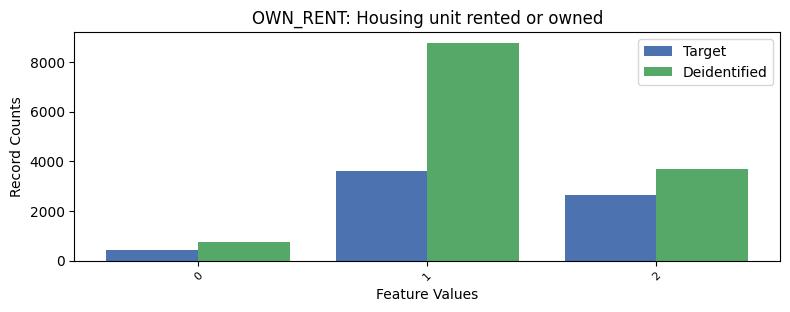 OWN_RENT: Housing unit rented or owned
Target
Deidentified
Record Counts
8000
6000
4000
2000
0
0
1
2
Feature Values